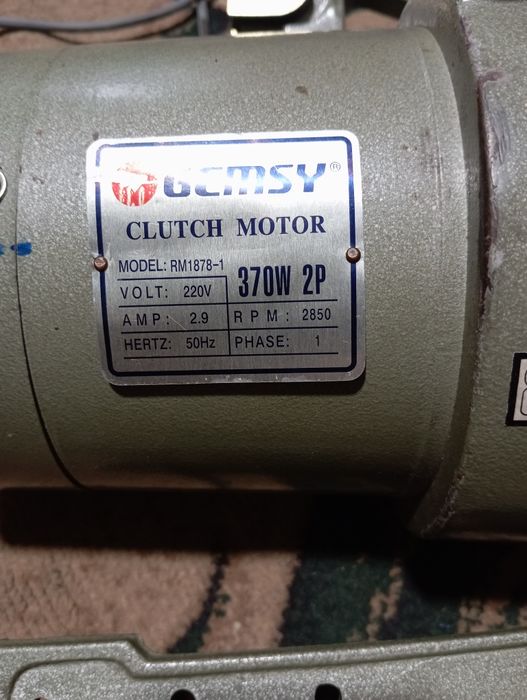 GEMSY®
CLUTCH MOTOR
MODEL: RM1878-1
370W 2P
VOLT: 220V
AMP: 2.9
RPM: 2850
HERTZ: 50Hz
PHASE: 1